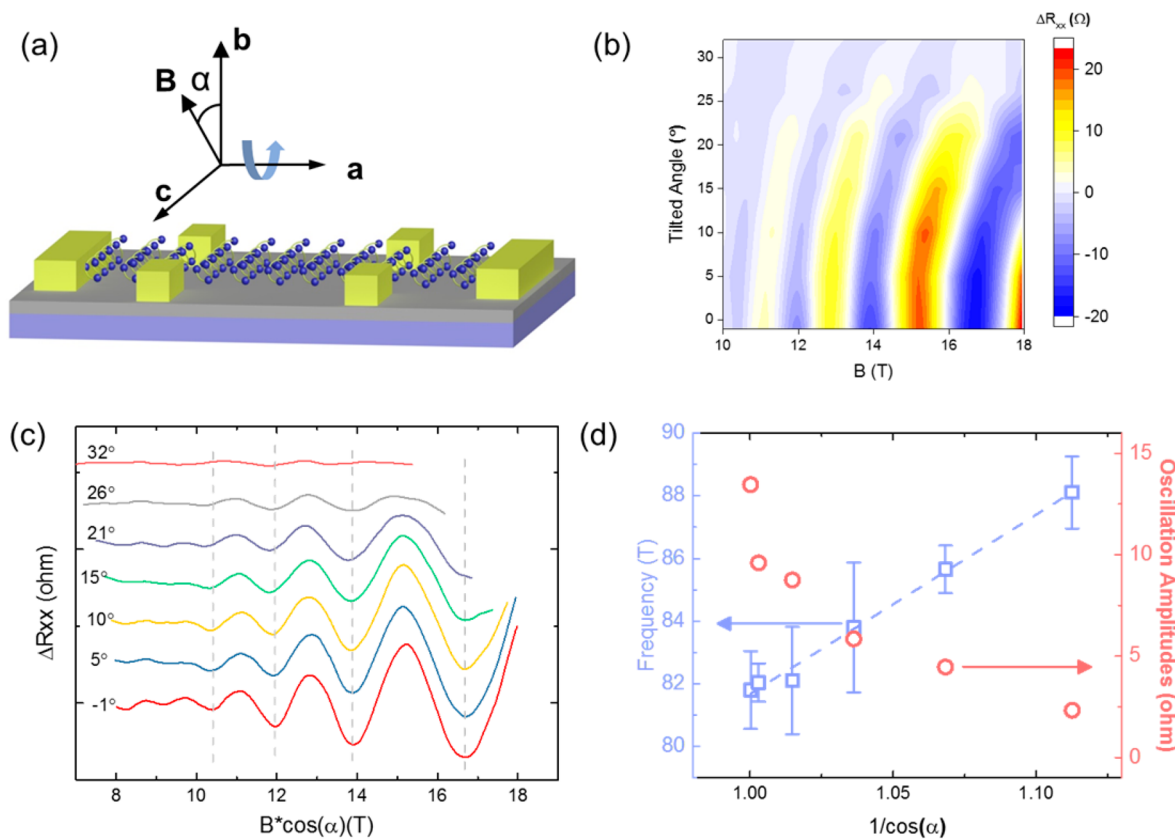 (a)
b
B
α
a
c
(b)
ΔRxx (Ω)
30
25
20
15
10
5
0
Tilted Angle (°)
10
12
14
16
18
B (T)
20
10
0
-10
-20
(c)
32°
26°
21°
15°
10°
5°
-1°
ΔRxx (ohm)
8
10
12
14
16
18
B*cos(α)(T)
(d)
90
88
86
84
82
80
Frequency (T)
15
10
5
0
Oscillation Amplitudes
(ohm)
1.00
1.05
1.10
1/cos(α)